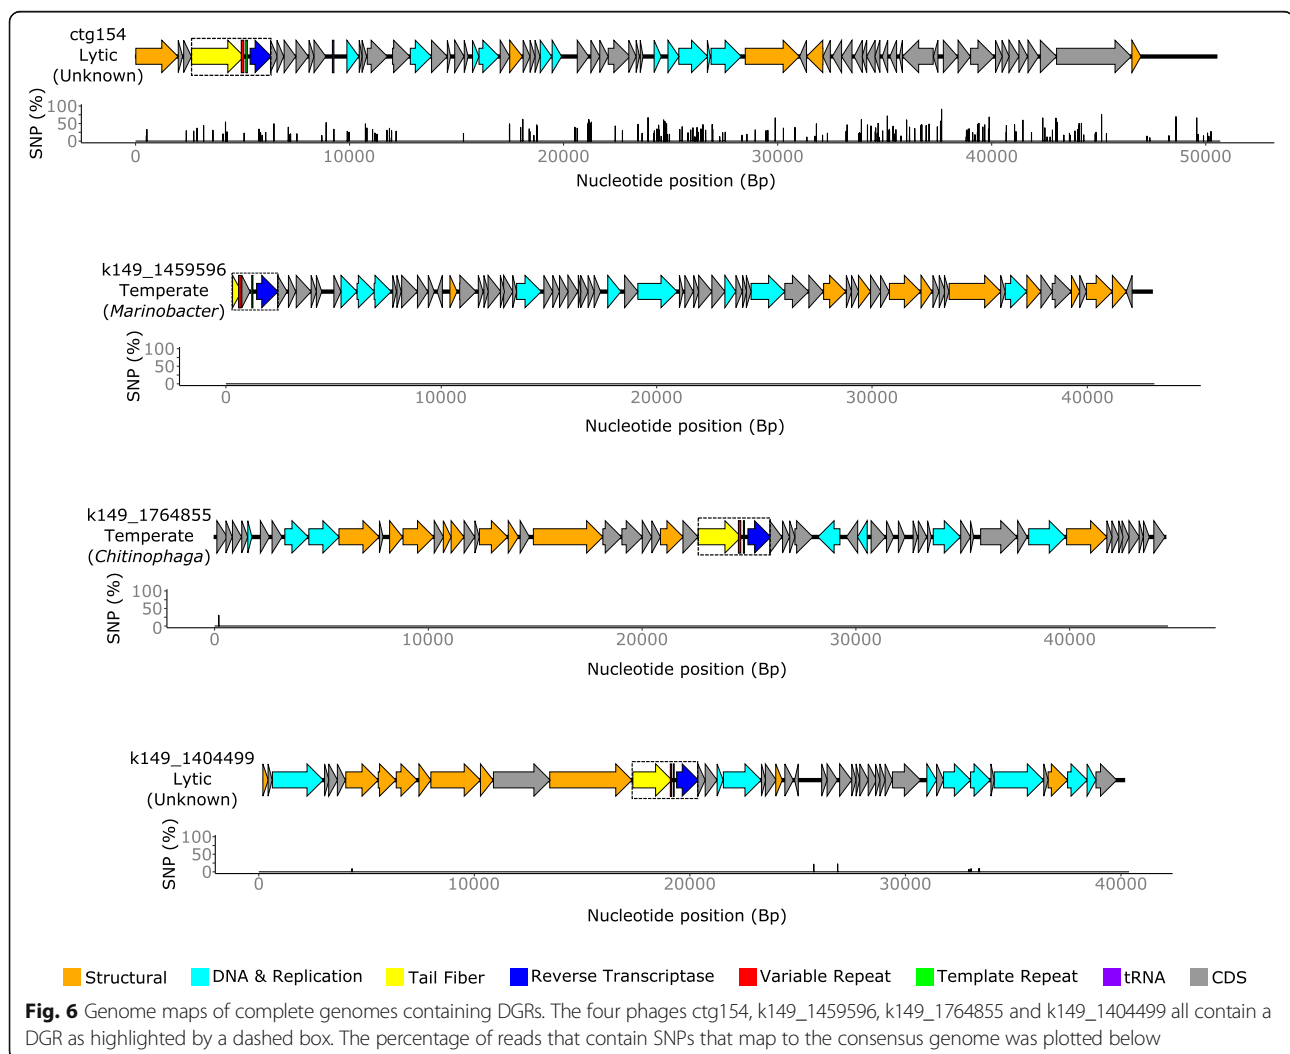 ctg154
Lytic
(Unknown)
SNP (%)
100
50
0
0 10000 20000 30000 40000 50000
Nucleotide position (Bp)
k149_1459596
Temperate
(Marinobacter)
SNP (%)
100
50
0
0 10000 20000 30000 40000
Nucleotide position (Bp)
k149_1764855
Temperate
(Chitinophaga)
SNP (%)
100
50
0
0 10000 20000 30000 40000
Nucleotide position (Bp)
k149_1404499
Lytic
(Unknown)
SNP (%)
100
50
0
0 10000 20000 30000 40000
Nucleotide position (Bp)
Structural DNA & Replication Tail Fiber Reverse Transcriptase Variable Repeat Template Repeat tRNA CDS
Fig. 6 Genome maps of complete genomes containing DGRs. The four phages ctg154, k149_1459596, k149_1764855 and k149_1404499 all contain a
DGR as highlighted by a dashed box. The percentage of reads that contain SNPs that map to the consensus genome was plotted below